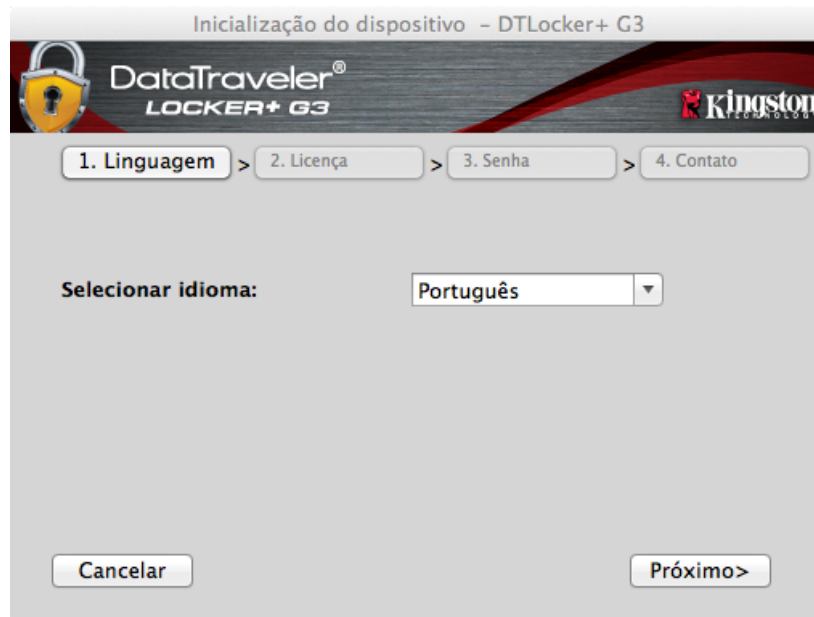 Inicialização do dispositivo - DTLocker+ G3
DataTraveler®
LOCKER+ G3
Kingston
TECHNOLOGY
1. Linguagem > 2. Licença > 3. Senha > 4. Contato
Selecionar idioma: Português
Cancelar Próximo>